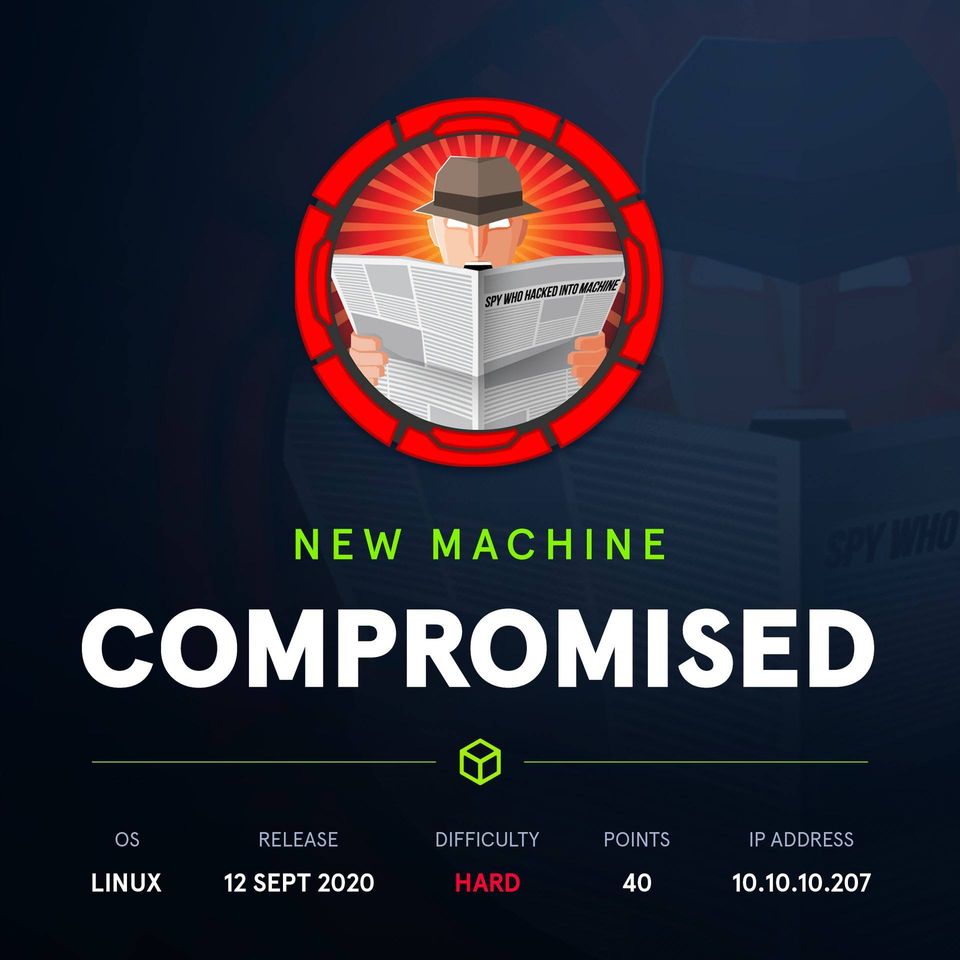 SPY WHO HACKED INTO MACHINE
SPY WHO
NEW MACHINE
COMPROMISED
OS RELEASE DIFFICULTY POINTS IP ADDRESS
LINUX 12 SEPT 2020 HARD 40 10.10.10.207